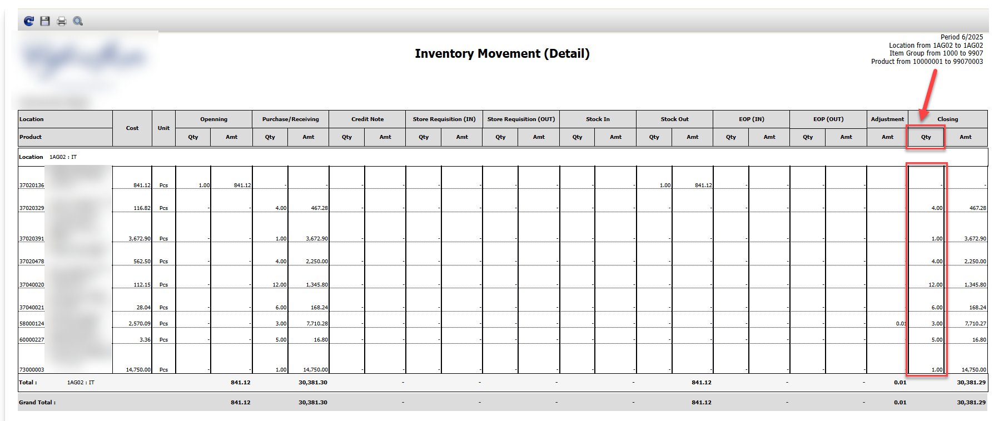 Period 6/2025
Location from 1AG02 to 1AG02
Inventory Movement (Detail)
Item Group from 1000 to 9907
Product from 10000001 to 99070003
Location Cost Unit Openning Purchase/Receiving Credit Note Store Requisition (IN) Store Requisition (OUT) Stock In Stock Out EOP (IN) EOP (OUT) Adjustment Closing
Product Qty Amt Qty Amt Qty Amt Qty Amt Qty Amt Qty Amt Qty Amt Qty Amt Qty Amt Amt Qty Amt
Location 1AG02 : IT
37020136 841.12 Pcs 1.00 841.12 - - - - - - - - - - 1.00 841.12 - - - - - - -
37020329 116.82 Pcs - - 4.00 467.28 - - - - - - - - - - - - - - - 4.00 467.28
37020391 3,672.90 Pcs - - 1.00 3,672.90 - - - - - - - - - - - - - - - 1.00 3,672.90
37020478 562.50 Pcs - - 4.00 2,250.00 - - - - - - - - - - - - - - - 4.00 2,250.00
37040020 112.15 Pcs - - 12.00 1,345.80 - - - - - - - - - - - - - - - 12.00 1,345.80
37040021 28.04 Pcs - - 6.00 168.24 - - - - - - - - - - - - - - - 6.00 168.24
58000124 2,570.09 Pcs - - 3.00 7,710.28 - - - - - - - - - - - - - - 0.01 3.00 7,710.27
60000227 3.36 Pcs - - 5.00 16.80 - - - - - - - - - - - - - - - 5.00 16.80
73000003 14,750.00 Pcs - - 1.00 14,750.00 - - - - - - - - - - - - - - - 1.00 14,750.00
Total : 1AG02 : IT 841.12 30,381.30 - - - - 841.12 - - 0.01 30,381.29
Grand Total : 841.12 30,381.30 - - - - 841.12 - - 0.01 30,381.29